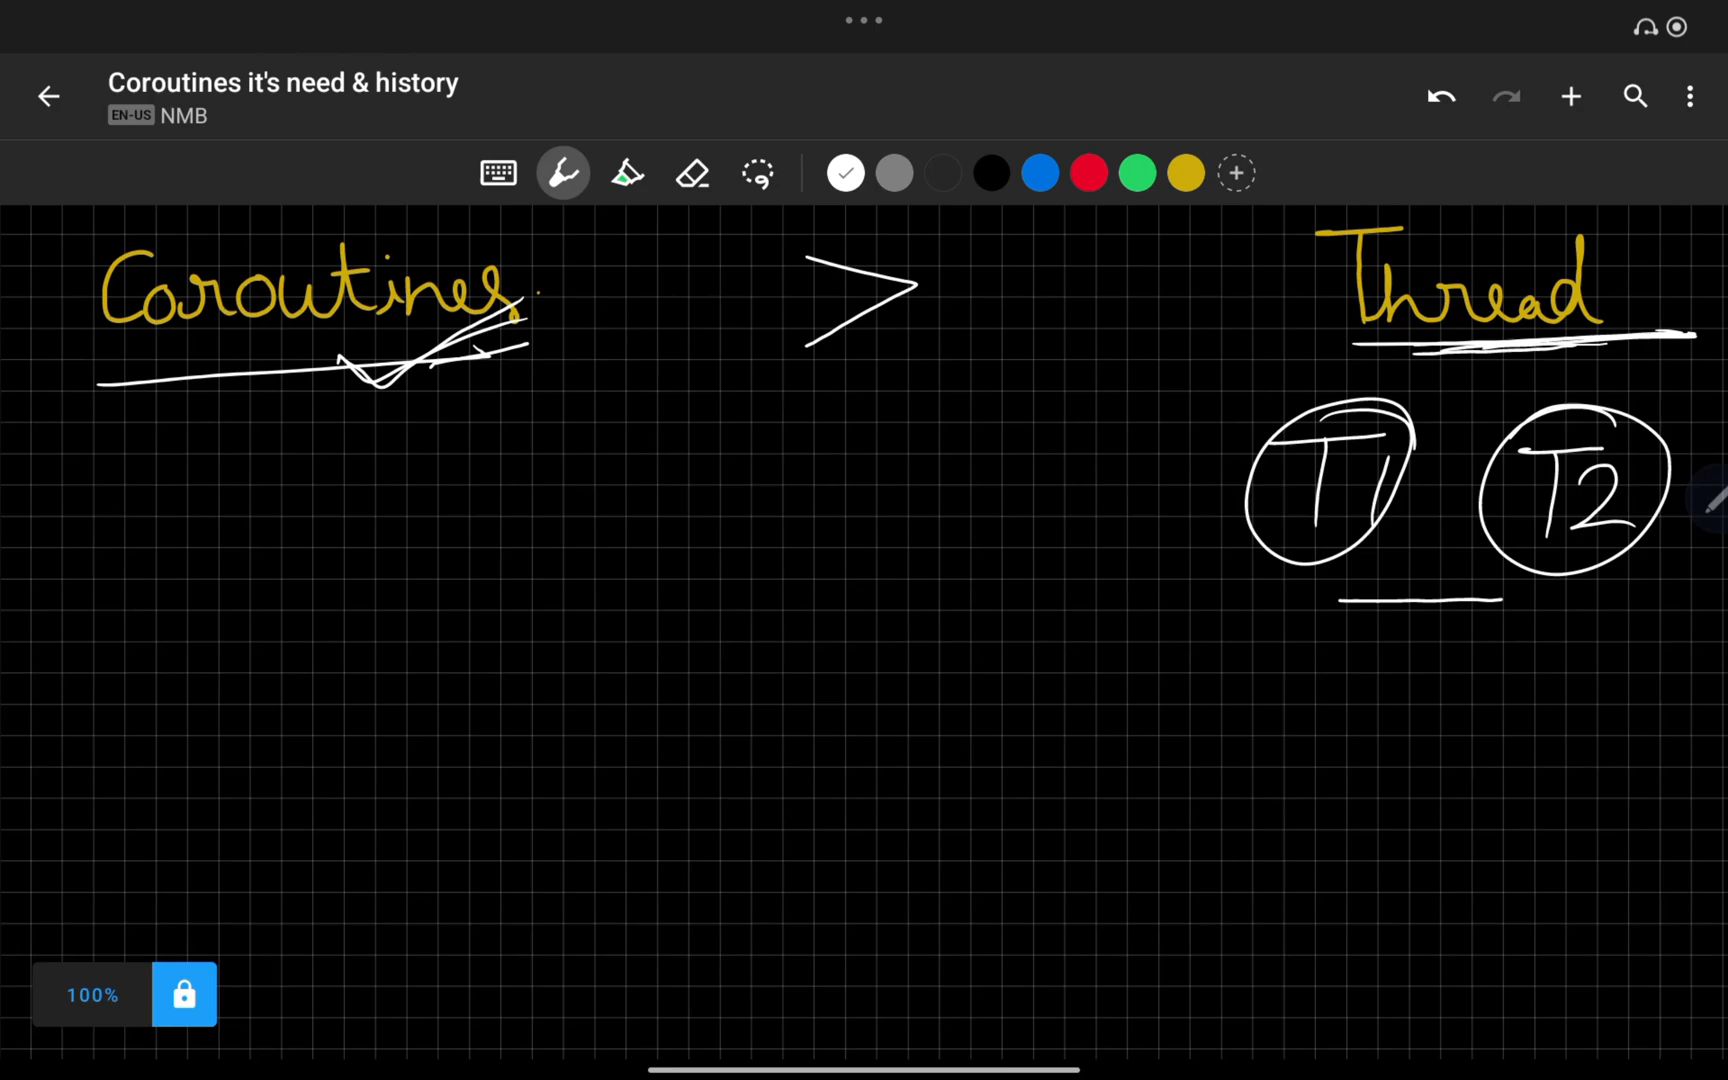 Coroutines it's need & history
EN-US NMB
Coroutines > Thread
T1 T2
100%